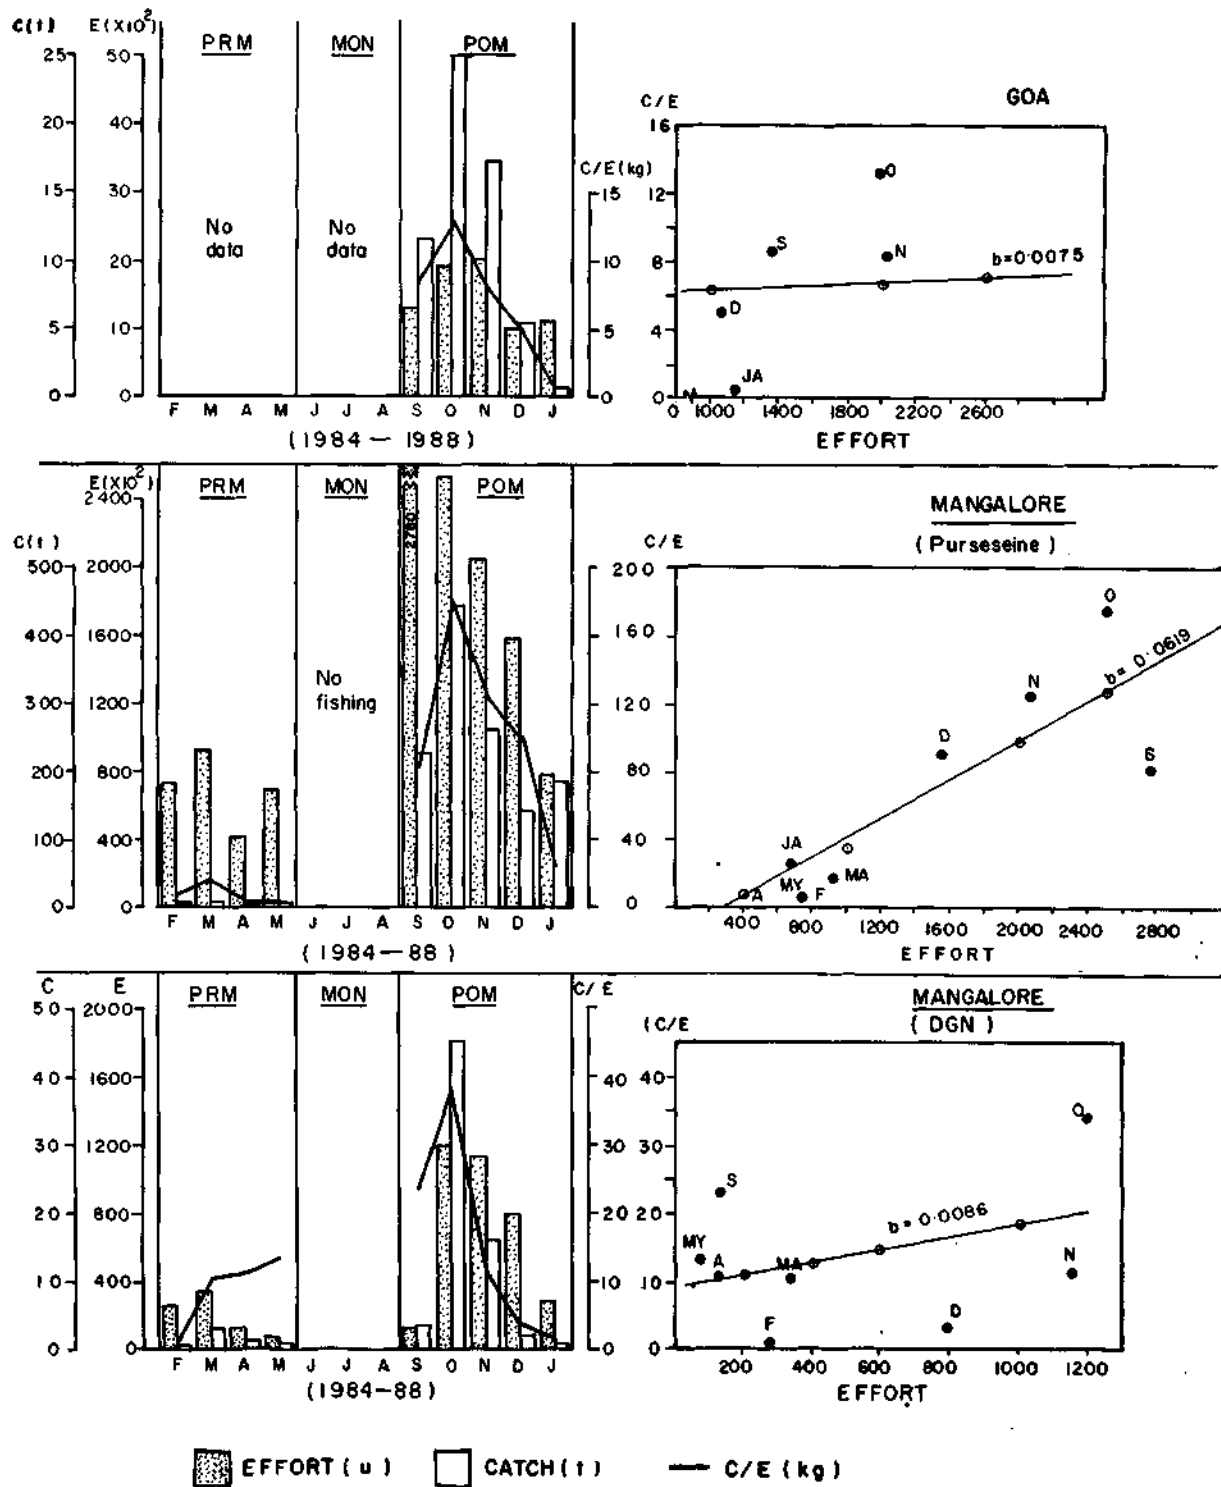 C(t) E(X10²) PRM MON POM
25 50
20 40
15 30
10 20
5 10
0 0
No data No data
C/E(kg)
15
10
5
0
F M A M J J A S O N D J
(1984 — 1988)
C/E GOA
16
12
8
4
0
O
S
N
D
JA
b=0.0075
0 1000 1400 1800 2200 2600
EFFORT
E(X10²) PRM MON POM
2400
2000
1600
1200
800
400
0
C(t)
500
400
300
200
100
0
2780
No fishing
F M A M J J A S O N D J
(1984-88)
MANGALORE
(Purseseine)
C/E
200
160
120
80
40
0
O
b= 0.0619
N
D
S
JA
MY
F
MA
A
400 800 1200 1600 2000 2400 2800
EFFORT
C E PRM MON POM C/E
50 2000
40 1600
30 1200
20 800
10 400
0 0
40
30
20
10
0
F M A M J J A S O N D J
(1984-88)
MANGALORE
(DGN)
(C/E
40
30
20
10
0
O
S
b=0.0086
MY
A
MA
N
F
D
200 400 600 800 1000 1200
EFFORT
EFFORT (u) CATCH (t) C/E (kg)